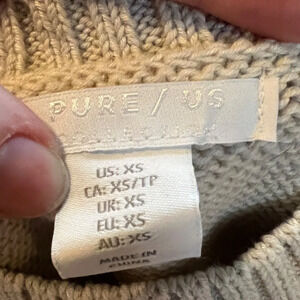 PURE / US
US: XS
CA: XS/TP
UK: XS
EU: XS
AU: XS
MADE IN
CHINA